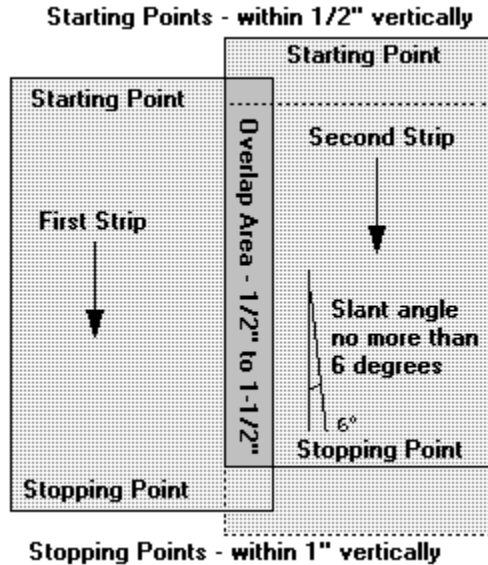 Starting Points - within 1/2" vertically
Starting Point
Starting Point
Second Strip
First Strip
Overlap Area - 1/2" to 1-1/2"
Slant angle
no more than
6 degrees
6°
Stopping Point
Stopping Point
Stopping Points - within 1" vertically